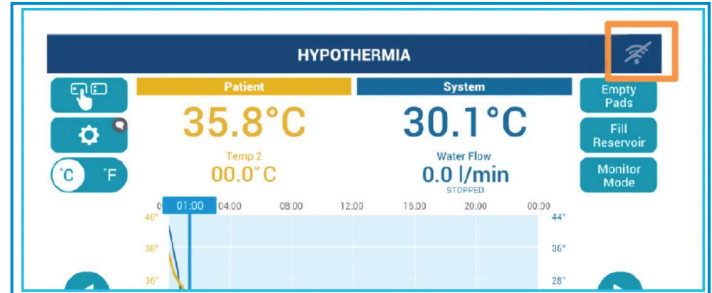 HYPOTHERMIA
Patient
System
Empty
Pads
35.8°C
30.1°C
Fill
Reservoir
Temp 2
Water Flow
°C °F
00.0°C
0.0 l/min
STOPPED
Monitor
Mode
0 01:00 04:00 08:00 12:00 16:00 20:00 00:00
40° 44°
38° 36°
36° 28°